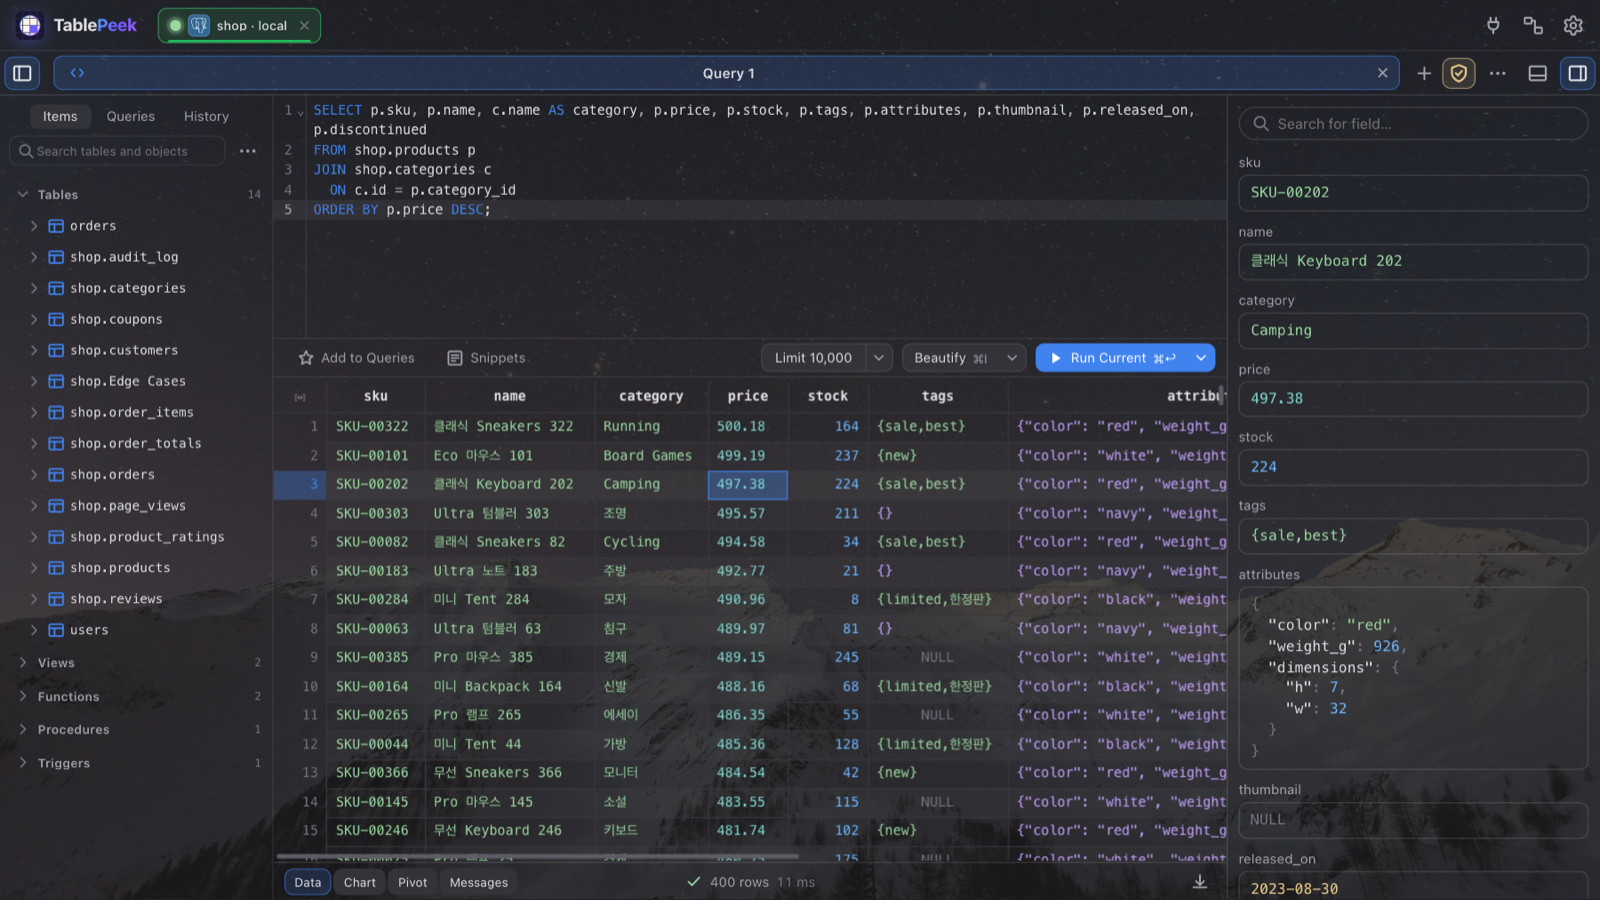 TablePeek
shop · local
Query 1
Items Queries History
Search tables and objects
Tables 14
orders
shop.audit_log
shop.categories
shop.coupons
shop.customers
shop.Edge Cases
shop.order_items
shop.order_totals
shop.orders
shop.page_views
shop.product_ratings
shop.products
shop.reviews
users
Views 2
Functions 2
Procedures 1
Triggers 1
1 SELECT p.sku, p.name, c.name AS category, p.price, p.stock, p.tags, p.attributes, p.thumbnail, p.released_on,
p.discontinued
2 FROM shop.products p
3 JOIN shop.categories c
4 ON c.id = p.category_id
5 ORDER BY p.price DESC;
Add to Queries Snippets Limit 10,000 Beautify ⌘I Run Current ⌘↩
sku name category price stock tags attribut
1 SKU-00322 클래식 Sneakers 322 Running 500.18 164 {sale,best} {"color": "red", "weight_g
2 SKU-00101 Eco 마우스 101 Board Games 499.19 237 {new} {"color": "white", "weight
3 SKU-00202 클래식 Keyboard 202 Camping 497.38 224 {sale,best} {"color": "red", "weight_g
4 SKU-00303 Ultra 텀블러 303 조명 495.57 211 {} {"color": "navy", "weight_
5 SKU-00082 클래식 Sneakers 82 Cycling 494.58 34 {sale,best} {"color": "red", "weight_g
6 SKU-00183 Ultra 노트 183 주방 492.77 21 {} {"color": "navy", "weight_
7 SKU-00284 미니 Tent 284 모자 490.96 8 {limited,한정판} {"color": "black", "weight
8 SKU-00063 Ultra 텀블러 63 침구 489.97 81 {} {"color": "navy", "weight_
9 SKU-00385 Pro 마우스 385 경제 489.15 245 NULL {"color": "white", "weight
10 SKU-00164 미니 Backpack 164 신발 488.16 68 {limited,한정판} {"color": "black", "weight
11 SKU-00265 Pro 램프 265 에세이 486.35 55 NULL {"color": "white", "weight
12 SKU-00044 미니 Tent 44 가방 485.36 128 {limited,한정판} {"color": "black", "weight
13 SKU-00366 무선 Sneakers 366 모니터 484.54 42 {new} {"color": "red", "weight_g
14 SKU-00145 Pro 마우스 145 소설 483.55 115 NULL {"color": "white", "weight
15 SKU-00246 무선 Keyboard 246 키보드 481.74 102 {new} {"color": "red", "weight_g
175 NULL {"color": "white", "weight
Data Chart Pivot Messages 400 rows 11 ms
Search for field...
sku
SKU-00202
name
클래식 Keyboard 202
category
Camping
price
497.38
stock
224
tags
{sale,best}
attributes
{
"color": "red",
"weight_g": 926,
"dimensions": {
"h": 7,
"w": 32
}
}
thumbnail
NULL
released_on
2023-08-30